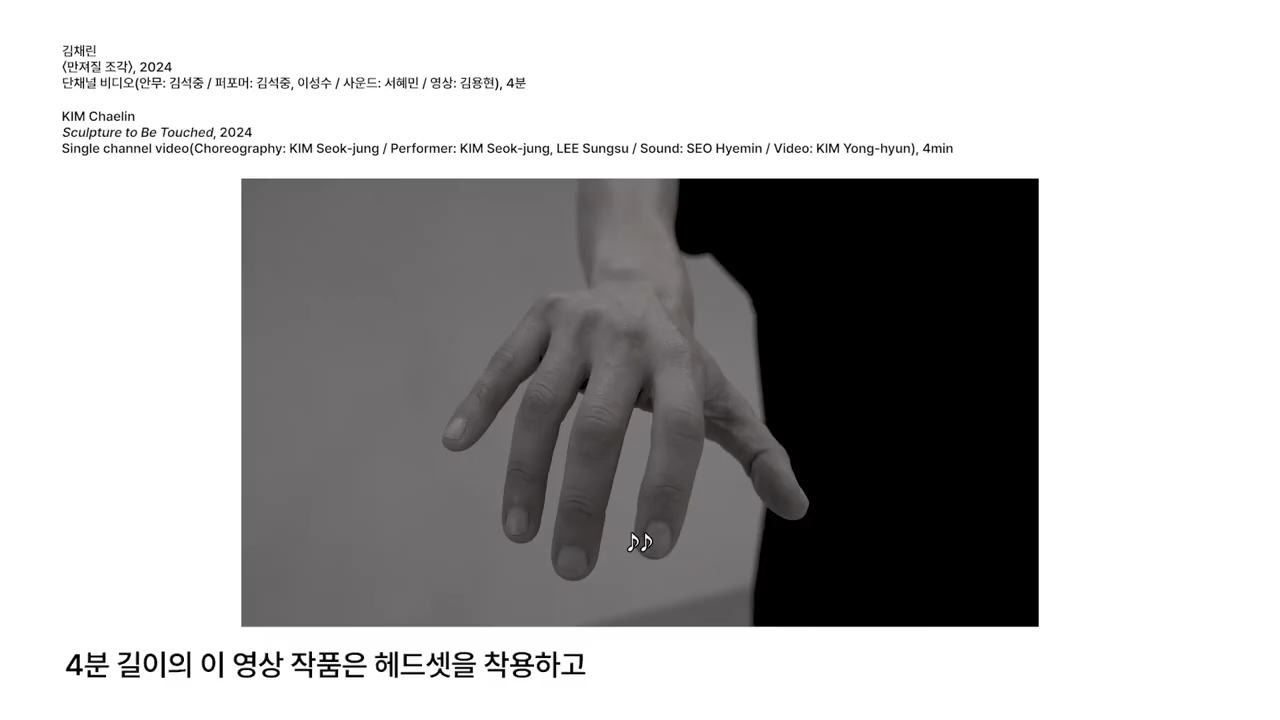 김채린
〈만져질 조각〉, 2024
단채널 비디오(안무: 김석중 / 퍼포머: 김석중, 이성수 / 사운드: 서혜민 / 영상: 김용현), 4분
KIM Chaelin
Sculpture to Be Touched, 2024
Single channel video(Choreography: KIM Seok-jung / Performer: KIM Seok-jung, LEE Sungsu / Sound: SEO Hyemin / Video: KIM Yong-hyun), 4min
♪♪
4분 길이의 이 영상 작품은 헤드셋을 착용하고